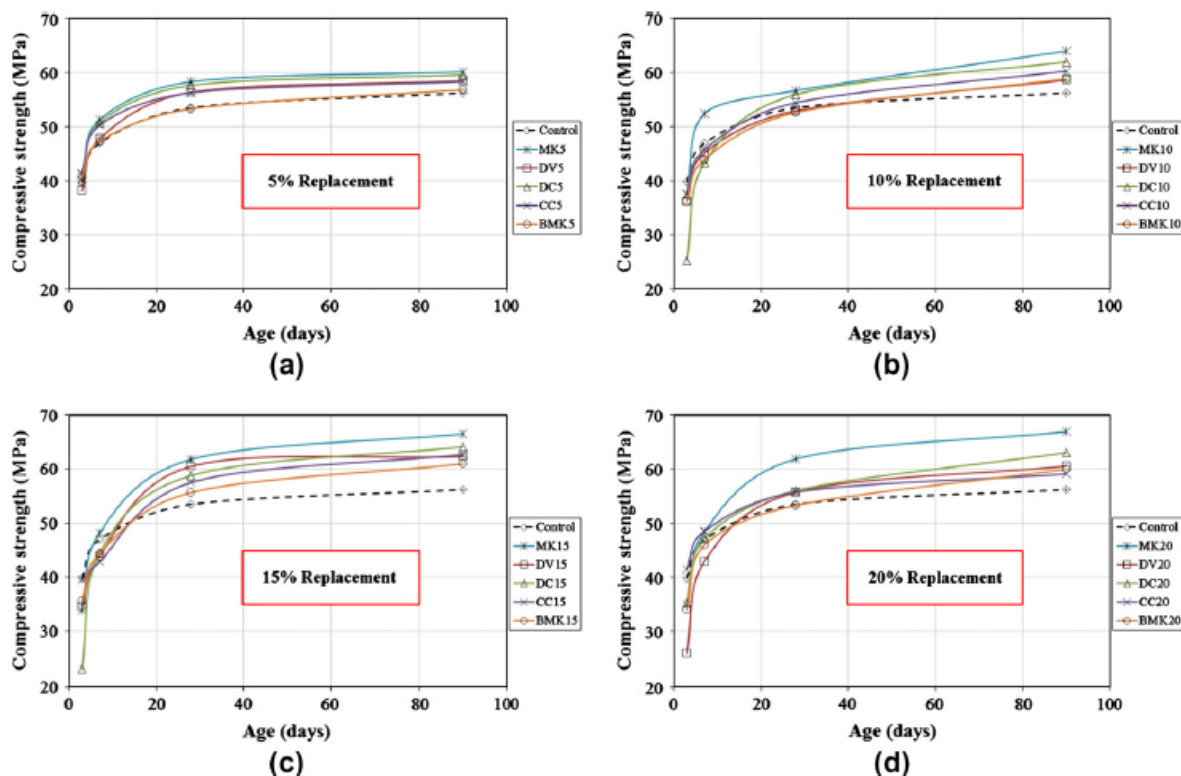 70
60
50
40
30
20
Compressive strength (MPa)
5% Replacement
Control
MK5
DV5
DC5
CC5
BMK5
0 20 40 60 80 100
Age (days)
(a)
70
60
50
40
30
20
Compressive strength (MPa)
10% Replacement
Control
MK10
DV10
DC10
CC10
BMK10
0 20 40 60 80 100
Age (days)
(b)
70
60
50
40
30
20
Compressive strength (MPa)
15% Replacement
Control
MK15
DV15
DC15
CC15
BMK15
0 20 40 60 80 100
Age (days)
(c)
70
60
50
40
30
20
Compressive strength (MPa)
20% Replacement
Control
MK20
DV20
DC20
CC20
BMK20
0 20 40 60 80 100
Age (days)
(d)